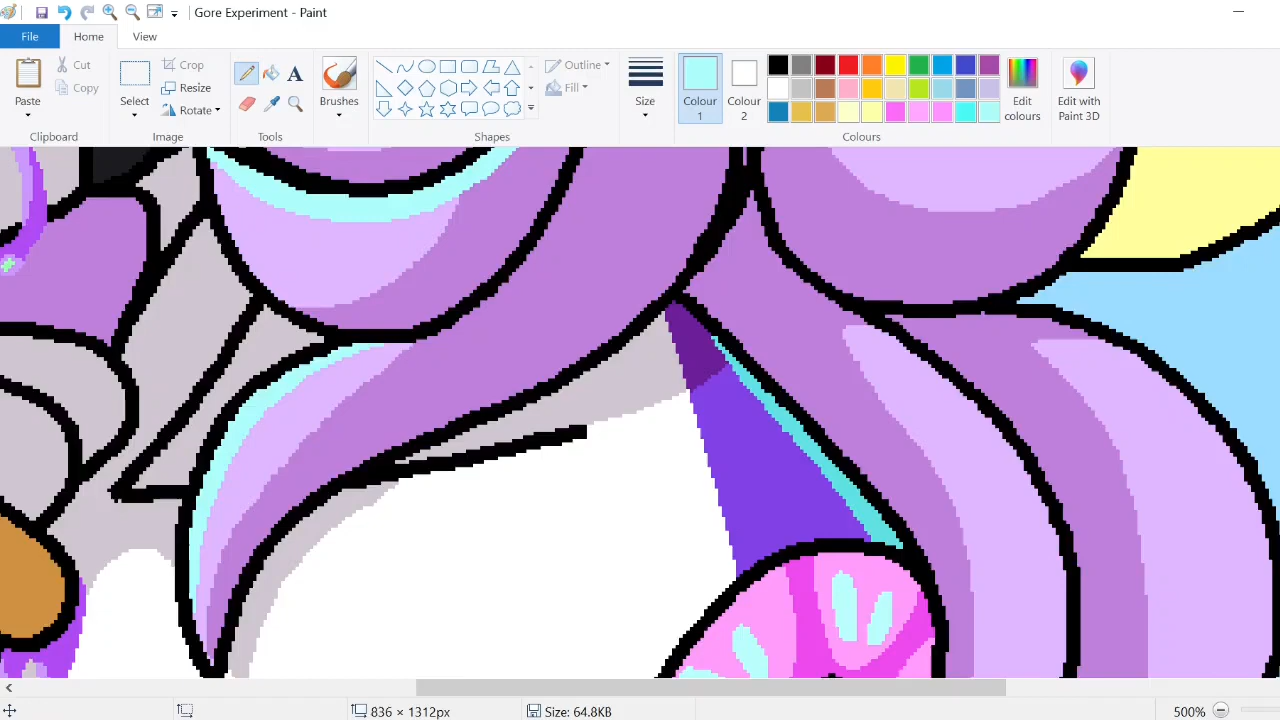 Gore Experiment - Paint
File
Home
View
Paste
Cut
Copy
Clipboard
Select
Crop
Resize
Rotate
Image
A
Tools
Brushes
Outline
Fill
Shapes
Size
Colour
1
Colour
2
Edit
colours
Edit with
Paint 3D
Colours
836 × 1312px
Size: 64.8KB
500%